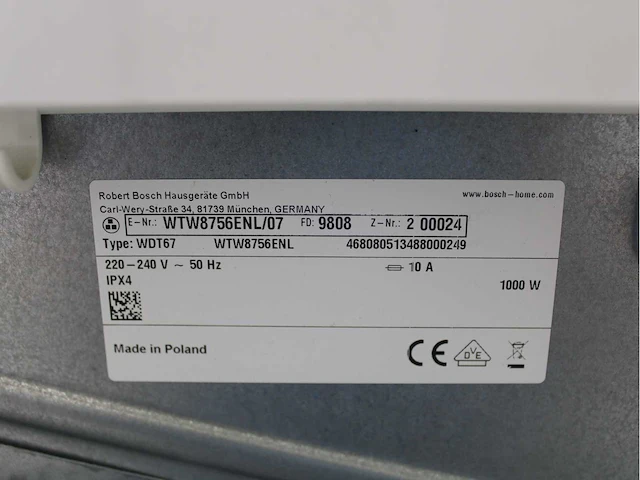 Robert Bosch Hausgeräte GmbH
www.bosch-home.com
Carl-Wery-Straße 34, 81739 München, GERMANY
E-Nr.: WTW8756ENL/07 FD: 9808 Z-Nr.: 2 00024
Type: WDT67 WTW8756ENL 468080513488000249
220-240 V ~ 50 Hz 10 A
IPX4 1000 W
Made in Poland CE DVE